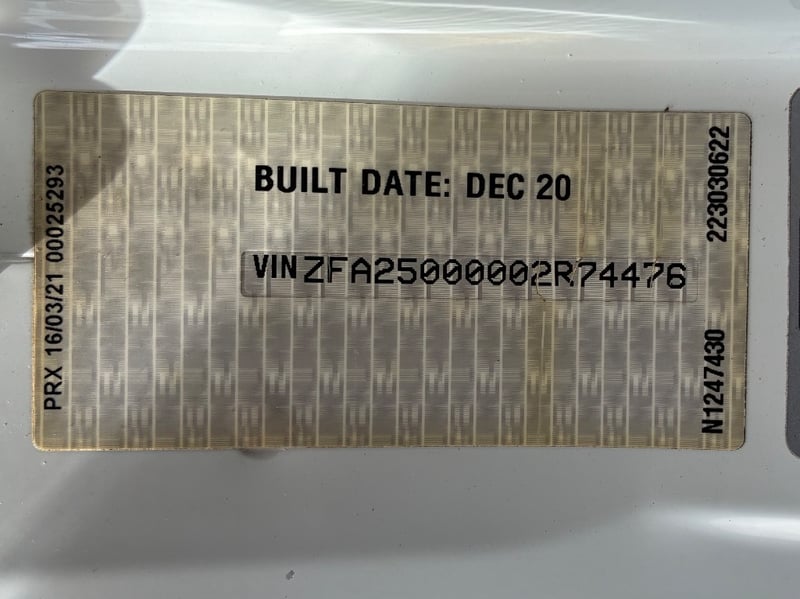 PRX 16/03/21 00025293
BUILT DATE: DEC 20
VIN ZFA25000002R74476
N1247430
223030622